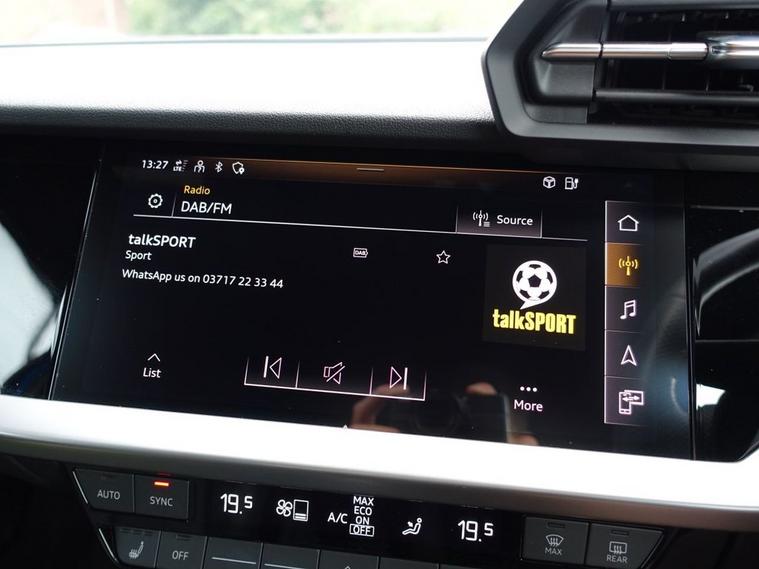 13:27 LTE
Radio
DAB/FM
Source
talkSPORT
Sport
DAB
WhatsApp us on 03717 22 33 44
talkSPORT
List
More
AUTO
SYNC
19.5
A/C
MAX
ECO
ON
OFF
19.5
MAX
REAR
OFF